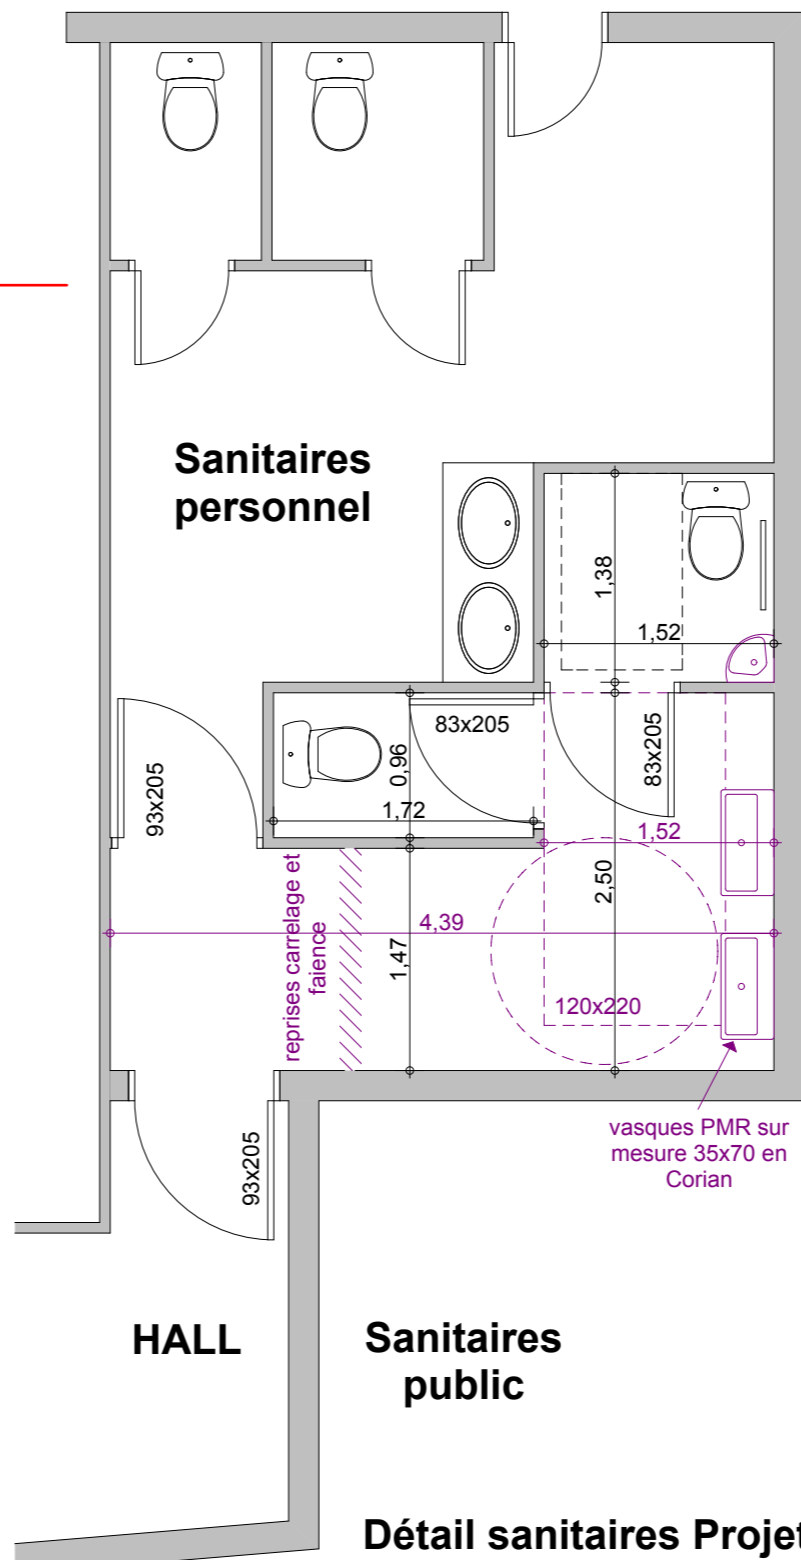 Sanitaires
personnel
1,38
1,52
83x205
83x205
0,96
93x205
1,72
1,52
2,50
reprises carrelage et
faience
4,39
1,47
120x220
vasques PMR sur
mesure 35x70 en
Corian
93x205
HALL
Sanitaires
public
Détail sanitaires Projet